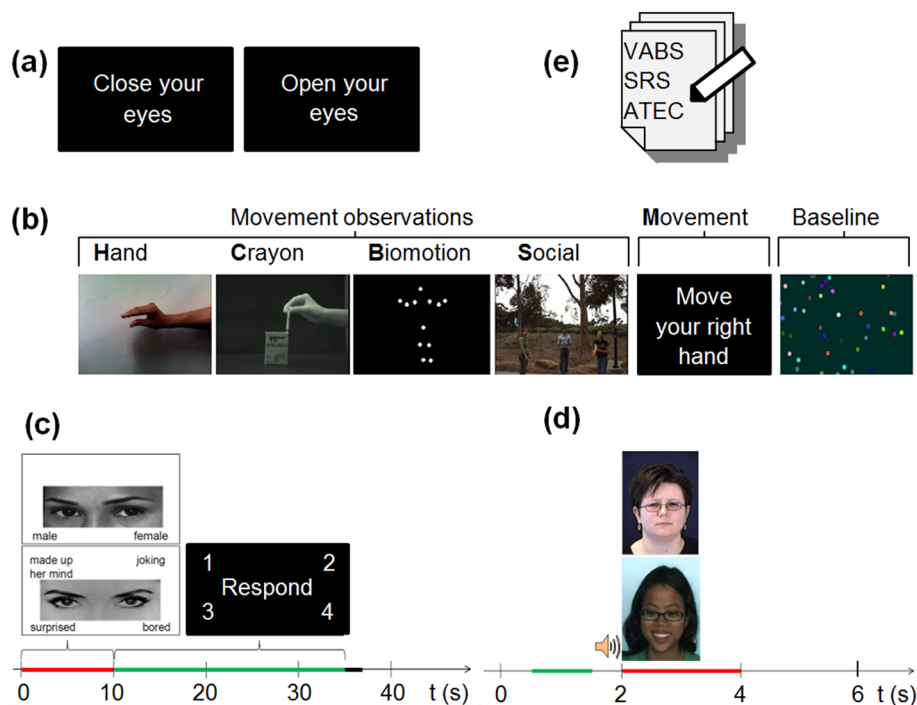 (a)
Close your
eyes
Open your
eyes
(e)
VABS
SRS
ATEC
(b)
Movement observations
Movement
Baseline
Hand
Crayon
Biomotion
Social
Move
your right
hand
(c)
male
female
made up
her mind
joking
surprised
bored
1
2
Respond
3
4
0
10
20
30
40
t (s)
(d)
0
2
4
6
t (s)